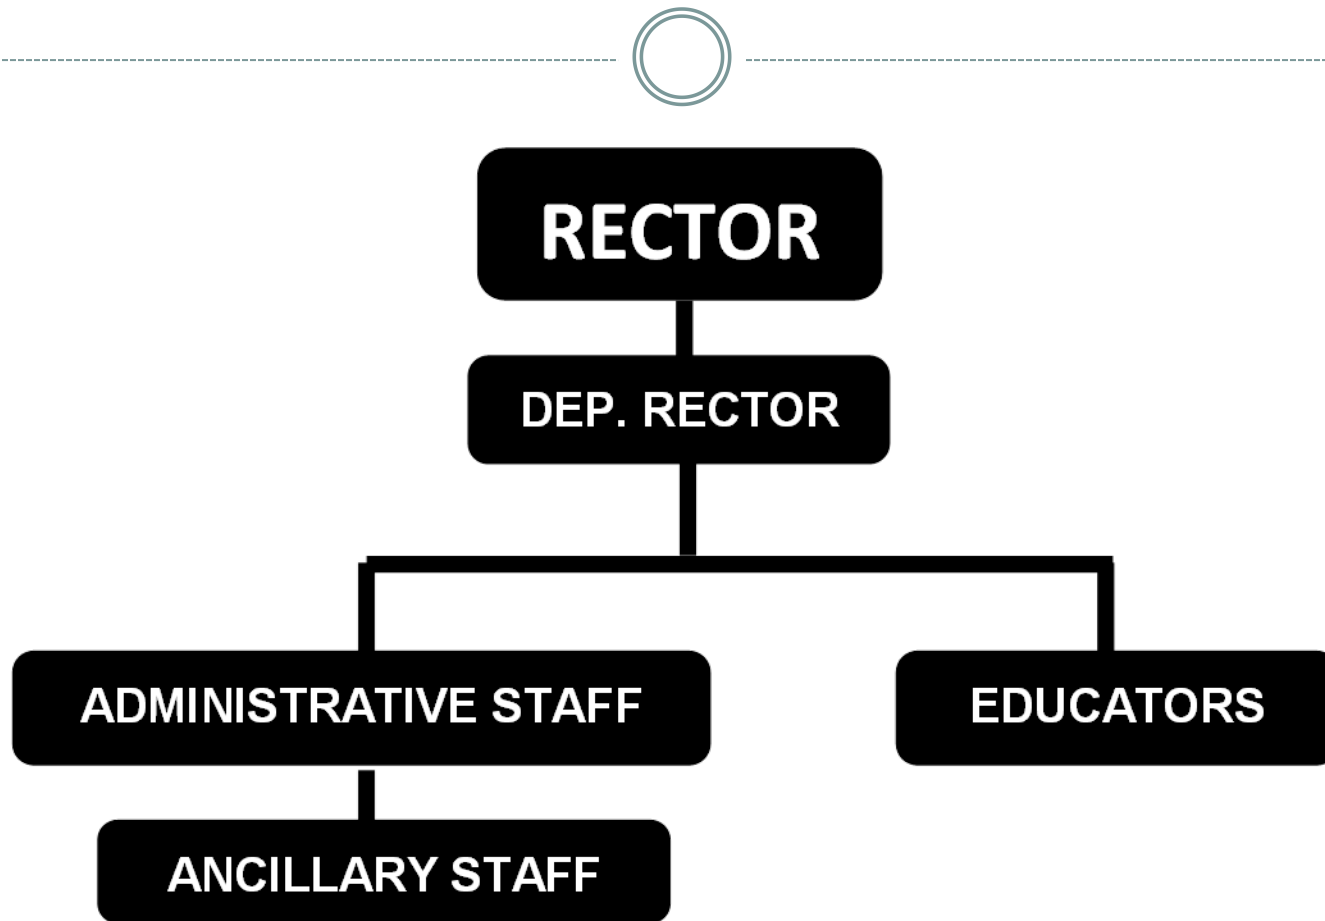 RECTOR
DEP. RECTOR
ADMINISTRATIVE STAFF
EDUCATORS
ANCILLARY STAFF